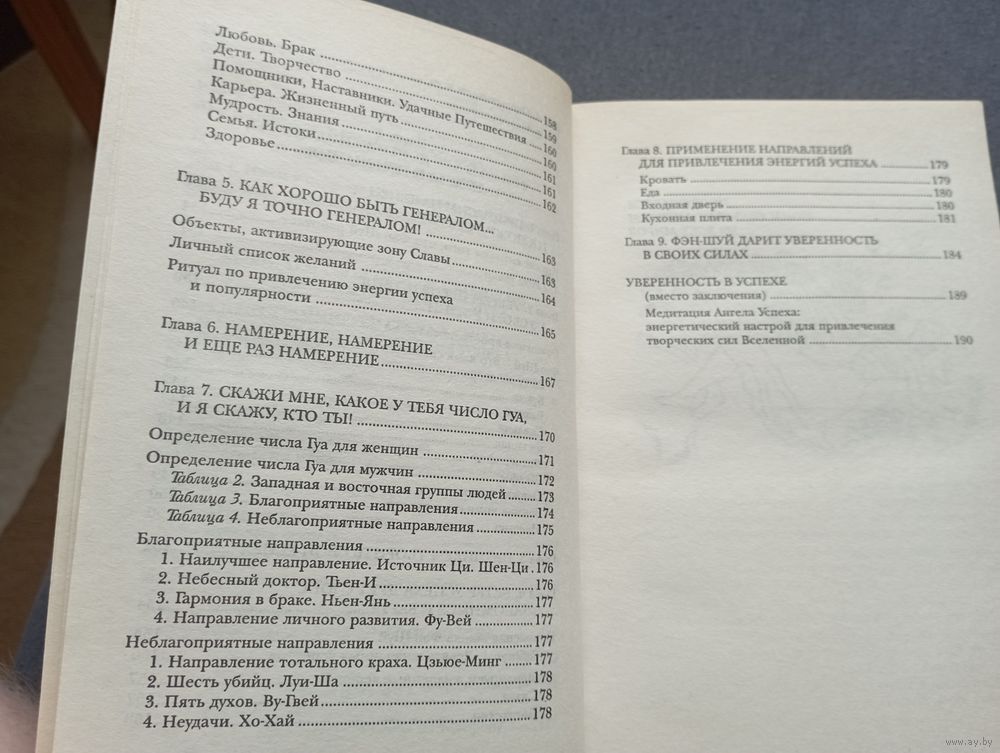 Любовь. Брак ..... 158
Дети. Творчество ..... 159
Помощники, Наставники. Удачные Путешествия ..... 160
Карьера. Жизненный путь ..... 160
Мудрость. Знания ..... 161
Семья. Истоки ..... 161
Здоровье ..... 162
Глава 5. КАК ХОРОШО БЫТЬ ГЕНЕРАЛОМ...
БУДУ Я ТОЧНО ГЕНЕРАЛОМ! ..... 163
Объекты, активизирующие зону Славы ..... 163
Личный список желаний ..... 164
Ритуал по привлечению энергии успеха
и популярности ..... 165
Глава 6. НАМЕРЕНИЕ, НАМЕРЕНИЕ
И ЕЩЕ РАЗ НАМЕРЕНИЕ ..... 167
Глава 7. СКАЖИ МНЕ, КАКОЕ У ТЕБЯ ЧИСЛО ГУА,
И Я СКАЖУ, КТО ТЫ! ..... 170
Определение числа Гуа для женщин ..... 171
Определение числа Гуа для мужчин ..... 172
Таблица 2. Западная и восточная группы людей ..... 173
Таблица 3. Благоприятные направления ..... 174
Таблица 4. Неблагоприятные направления ..... 175
Благоприятные направления ..... 176
1. Наилучшее направление. Источник Ци. Шен-Ци . 176
2. Небесный доктор. Тьен-И ..... 176
3. Гармония в браке. Ньен-Янь ..... 177
4. Направление личного развития. Фу-Вей ..... 177
Неблагоприятные направления ..... 177
1. Направление тотального краха. Цзьюе-Минг ..... 177
2. Шесть убийц. Луи-Ша ..... 178
3. Пять духов. Ву-Гвей ..... 178
4. Неудачи. Хо-Хай ..... 178
Глава 8. ПРИМЕНЕНИЕ НАПРАВЛЕНИЙ
ДЛЯ ПРИВЛЕЧЕНИЯ ЭНЕРГИЙ УСПЕХА ..... 179
Кровать ..... 179
Еда ..... 180
Входная дверь ..... 180
Кухонная плита ..... 181
Глава 9. ФЭН-ШУЙ ДАРИТ УВЕРЕННОСТЬ
В СВОИХ СИЛАХ ..... 184
УВЕРЕННОСТЬ В УСПЕХЕ
(вместо заключения) ..... 189
Медитация Ангела Успеха:
энергетический настрой для привлечения
творческих сил Вселенной ..... 190
www.ay.by